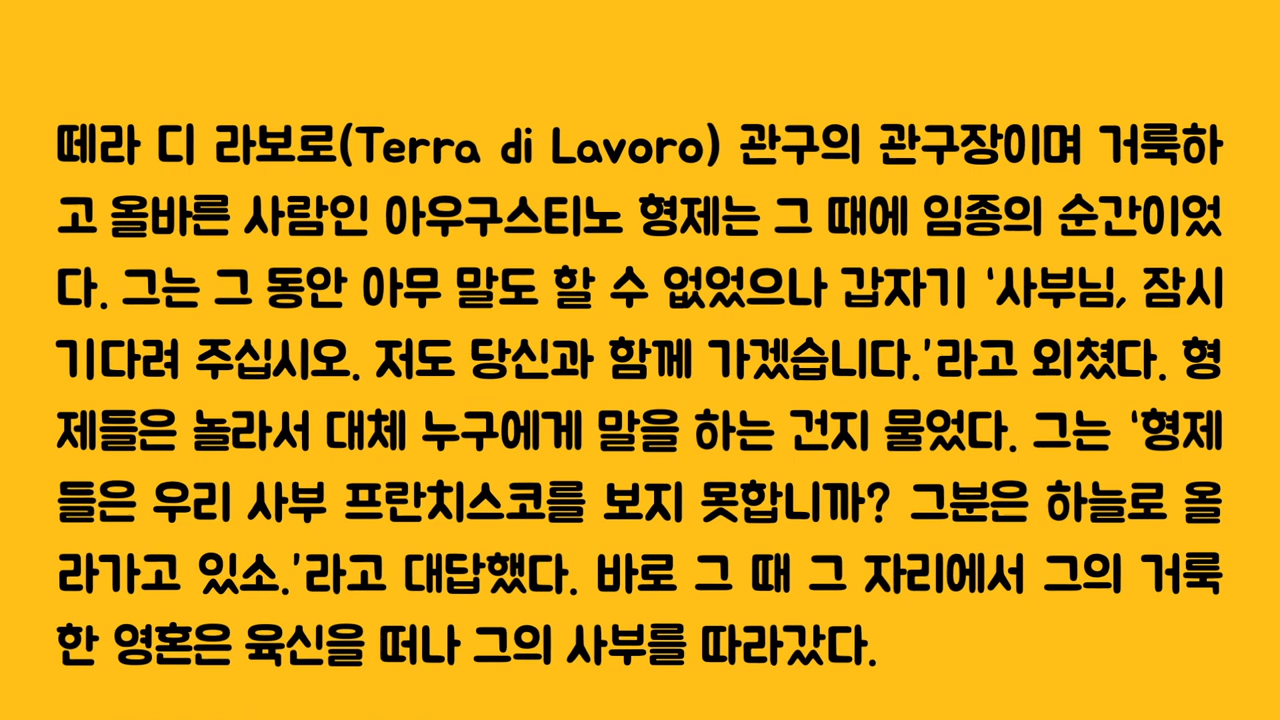 떼라 디 라보로(Terra di Lavoro) 관구의 관구장이며 거룩하
고 올바른 사람인 아우구스티노 형제는 그 때에 임종의 순간이었
다. 그는 그 동안 아무 말도 할 수 없었으나 갑자기 ‘사부님, 잠시
기다려 주십시오. 저도 당신과 함께 가겠습니다.’라고 외쳤다. 형
제들은 놀라서 대체 누구에게 말을 하는 건지 물었다. 그는 ‘형제
들은 우리 사부 프란치스코를 보지 못합니까? 그분은 하늘로 올
라가고 있소.’라고 대답했다. 바로 그 때 그 자리에서 그의 거룩
한 영혼은 육신을 떠나 그의 사부를 따라갔다.